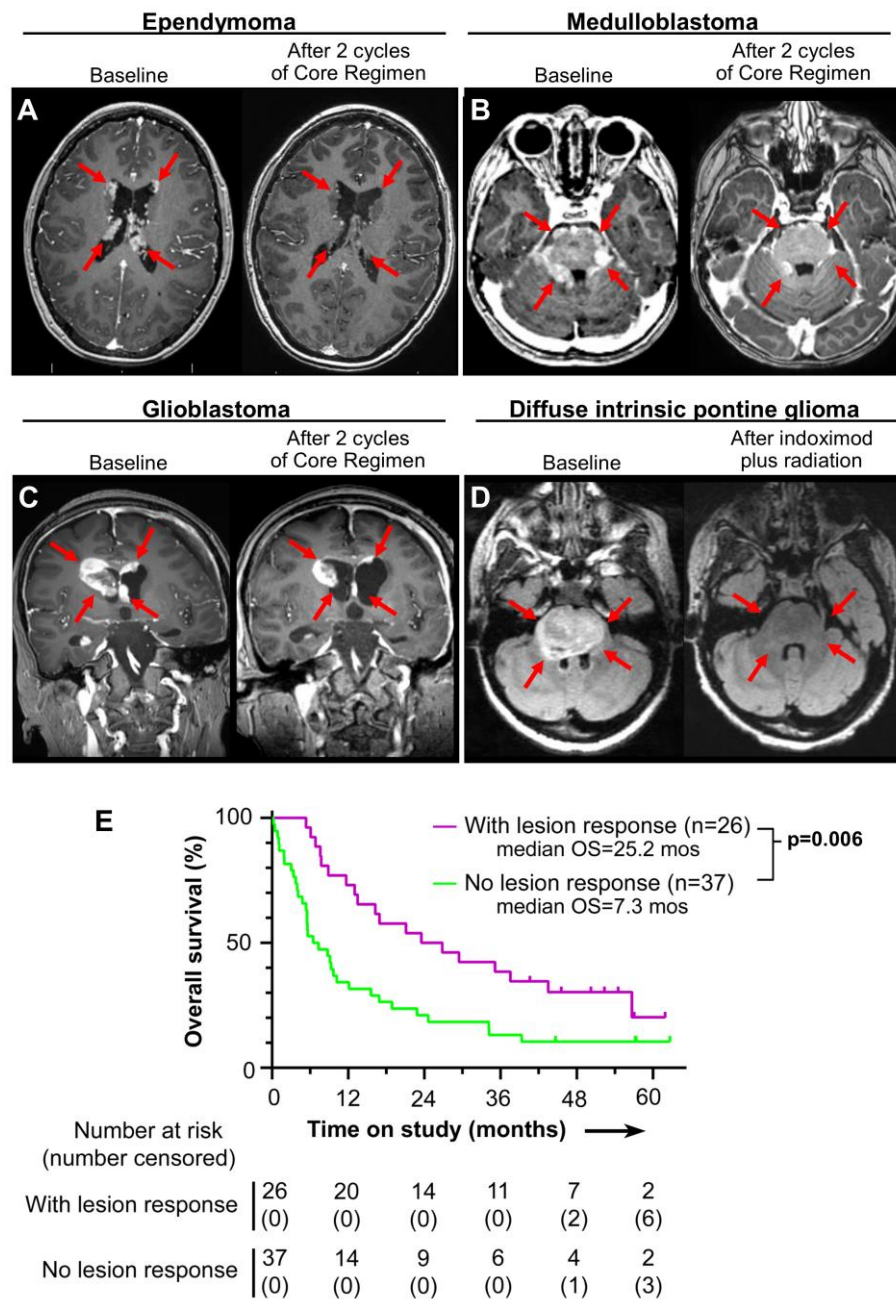 Ependymoma
Baseline
After 2 cycles
of Core Regimen
A
Medulloblastoma
Baseline
After 2 cycles
of Core Regimen
B
Glioblastoma
Baseline
After 2 cycles
of Core Regimen
C
Diffuse intrinsic pontine glioma
Baseline
After indoximod
plus radiation
D
E
Overall survival (%)
100
50
0
With lesion response (n=26)
median OS=25.2 mos
No lesion response (n=37)
median OS=7.3 mos
p=0.006
0 12 24 36 48 60
Time on study (months)
Number at risk
(number censored)
With lesion response 26 20 14 11 7 2
(0) (0) (0) (0) (2) (6)
No lesion response 37 14 9 6 4 2
(0) (0) (0) (0) (1) (3)